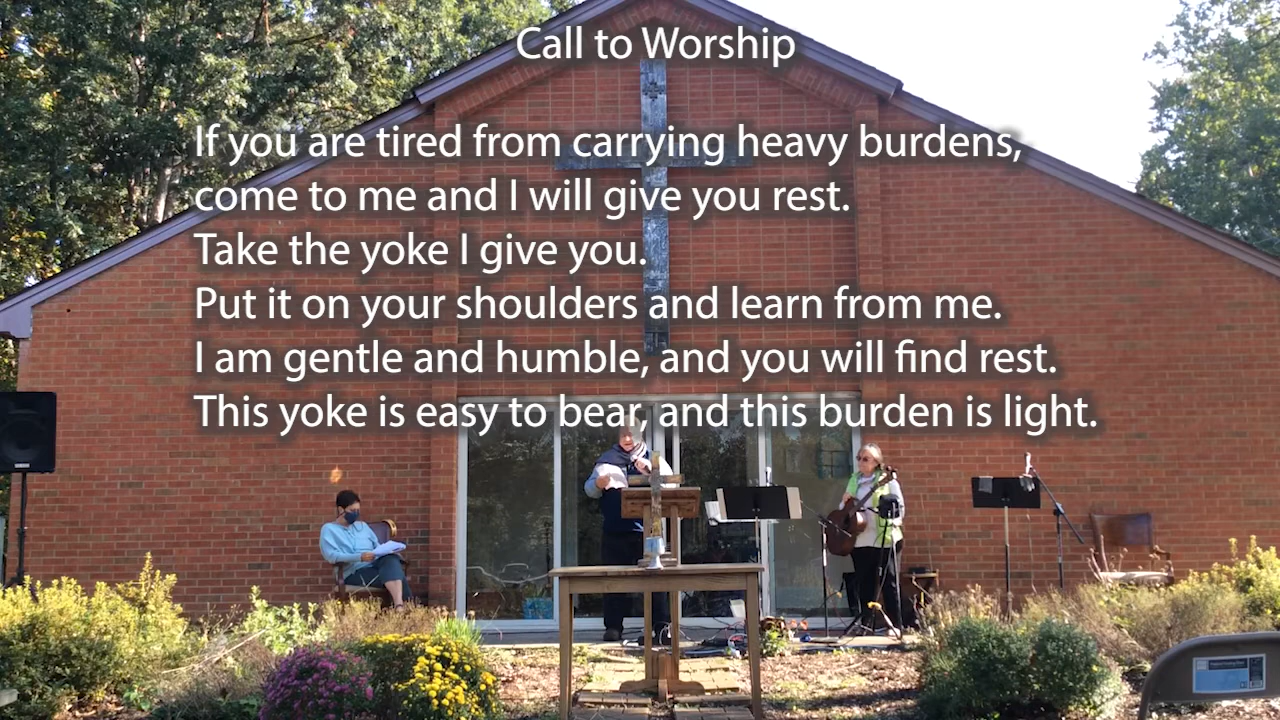 Call to Worship
If you are tired from carrying heavy burdens,
come to me and I will give you rest.
Take the yoke I give you.
Put it on your shoulders and learn from me.
I am gentle and humble, and you will find rest.
This yoke is easy to bear, and this burden is light.